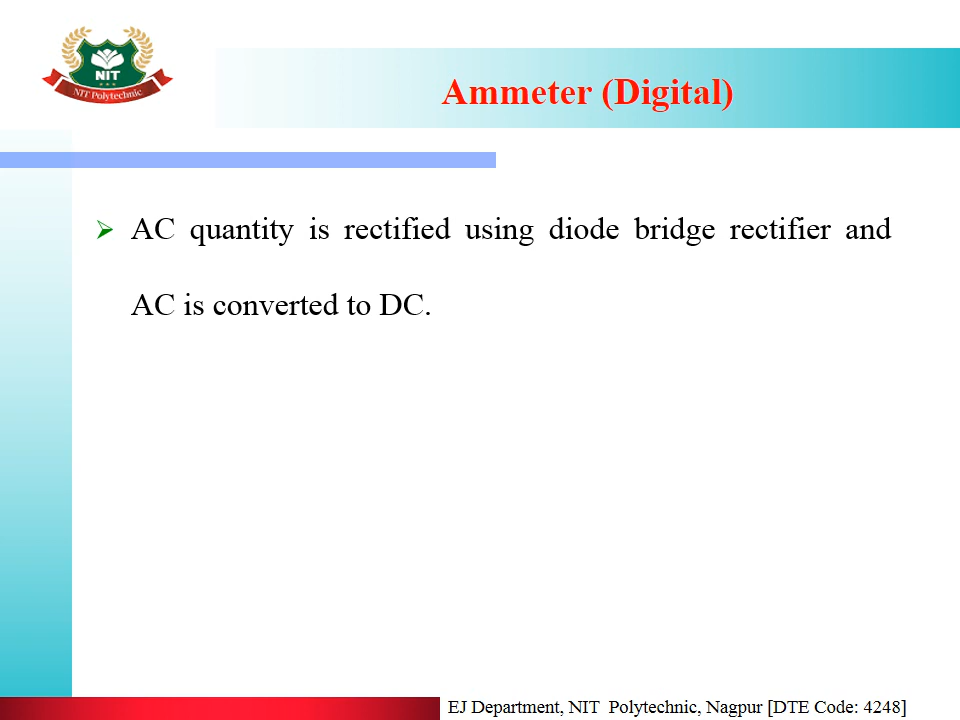 NIT
NIT Polytechnic
Ammeter (Digital)
AC quantity is rectified using diode bridge rectifier and
AC is converted to DC.
EJ Department, NIT Polytechnic, Nagpur [DTE Code: 4248]